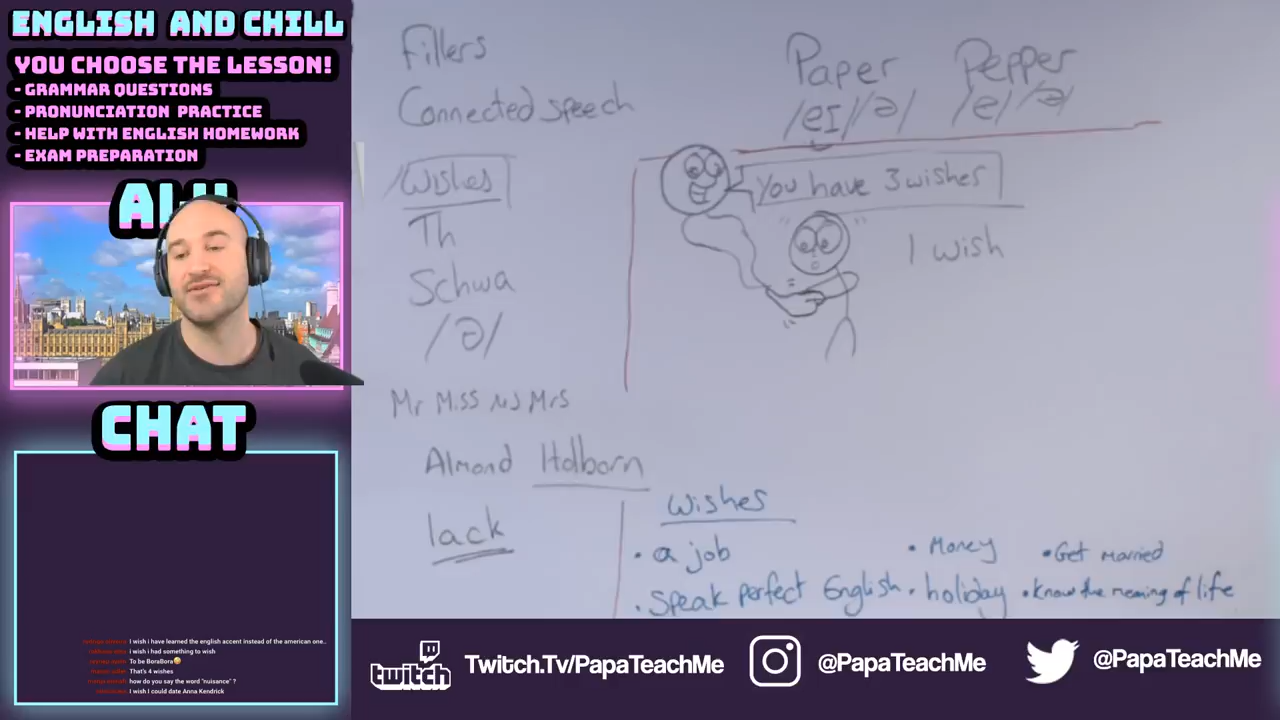 ENGLISH AND CHILL
YOU CHOOSE THE LESSON!
- GRAMMAR QUESTIONS
- PRONUNCIATION PRACTICE
- HELP WITH ENGLISH HOMEWORK
- EXAM PREPARATION
CHAT
I wish i have learned the english accent instead of the american one..
i wish i had something to wish
To be BoraBora🤣
That's 4 wishes
how do you say the word "nuisance" ?
I wish I could date Anna Kendrick
Fillers
Connected speech
Wishes
Th
Schwa
/ə/
Mr Miss Ms Mrs
Almond Holborn
lack
Paper Pepper
/eɪ/ /ə/ /e/ /ə/
You have 3 wishes
I wish
Wishes
• a job • Money • Get married
• Speak perfect English • holiday • Know the meaning of life
twitch
Twitch.Tv/PapaTeachMe
@PapaTeachMe
@PapaTeachMe